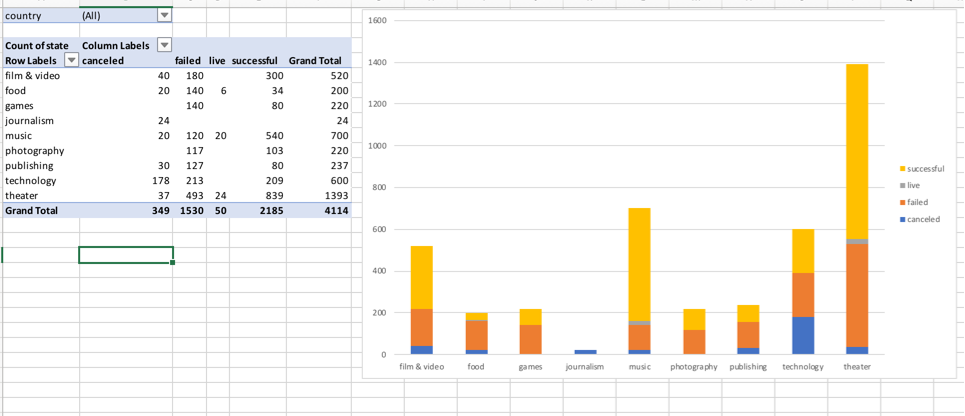 country (All)
Count of state Column Labels
Row Labels canceled failed live successful Grand Total
film & video 40 180 300 520
food 20 140 6 34 200
games 140 80 220
journalism 24 24
music 20 120 20 540 700
photography 117 103 220
publishing 30 127 80 237
technology 178 213 209 600
theater 37 493 24 839 1393
Grand Total 349 1530 50 2185 4114
1600
1400
1200
1000
800
600
400
200
0
film & video food games journalism music photography publishing technology theater
successful
live
failed
canceled